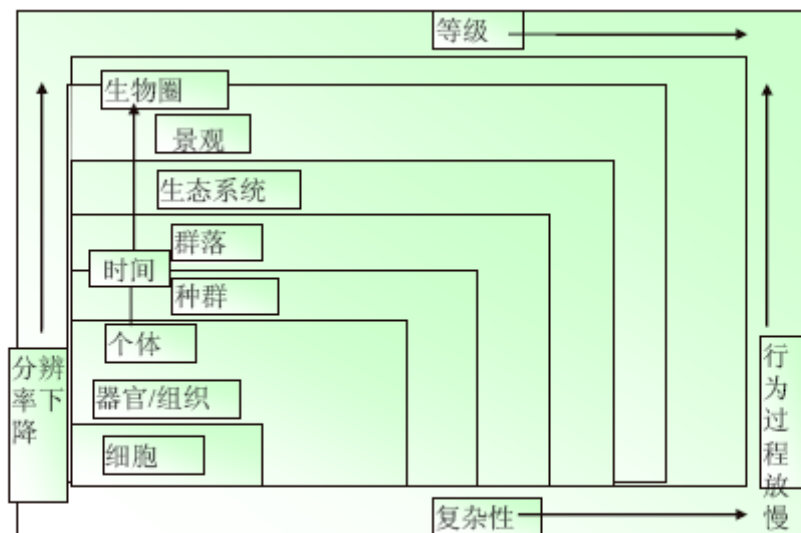 等级
生物圈
景观
生态系统
群落
时间
种群
个体
分辨
率下
降
器官/组织
细胞
行
为
过
程
放
慢
复杂性